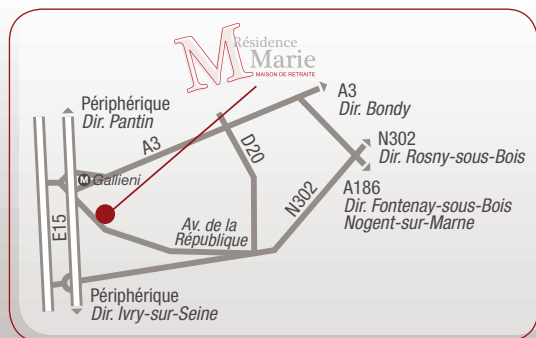 Résidence
Marie
MAISON DE RETRAITE
Périphérique
Dir. Pantin
A3
Dir. Bondy
A3
D20
N302
Dir. Rosny-sous-Bois
M Gallieni
A186
Dir. Fontenay-sous-Bois
Nogent-sur-Marne
N302
Av. de la
République
E15
Périphérique
Dir. Ivry-sur-Seine